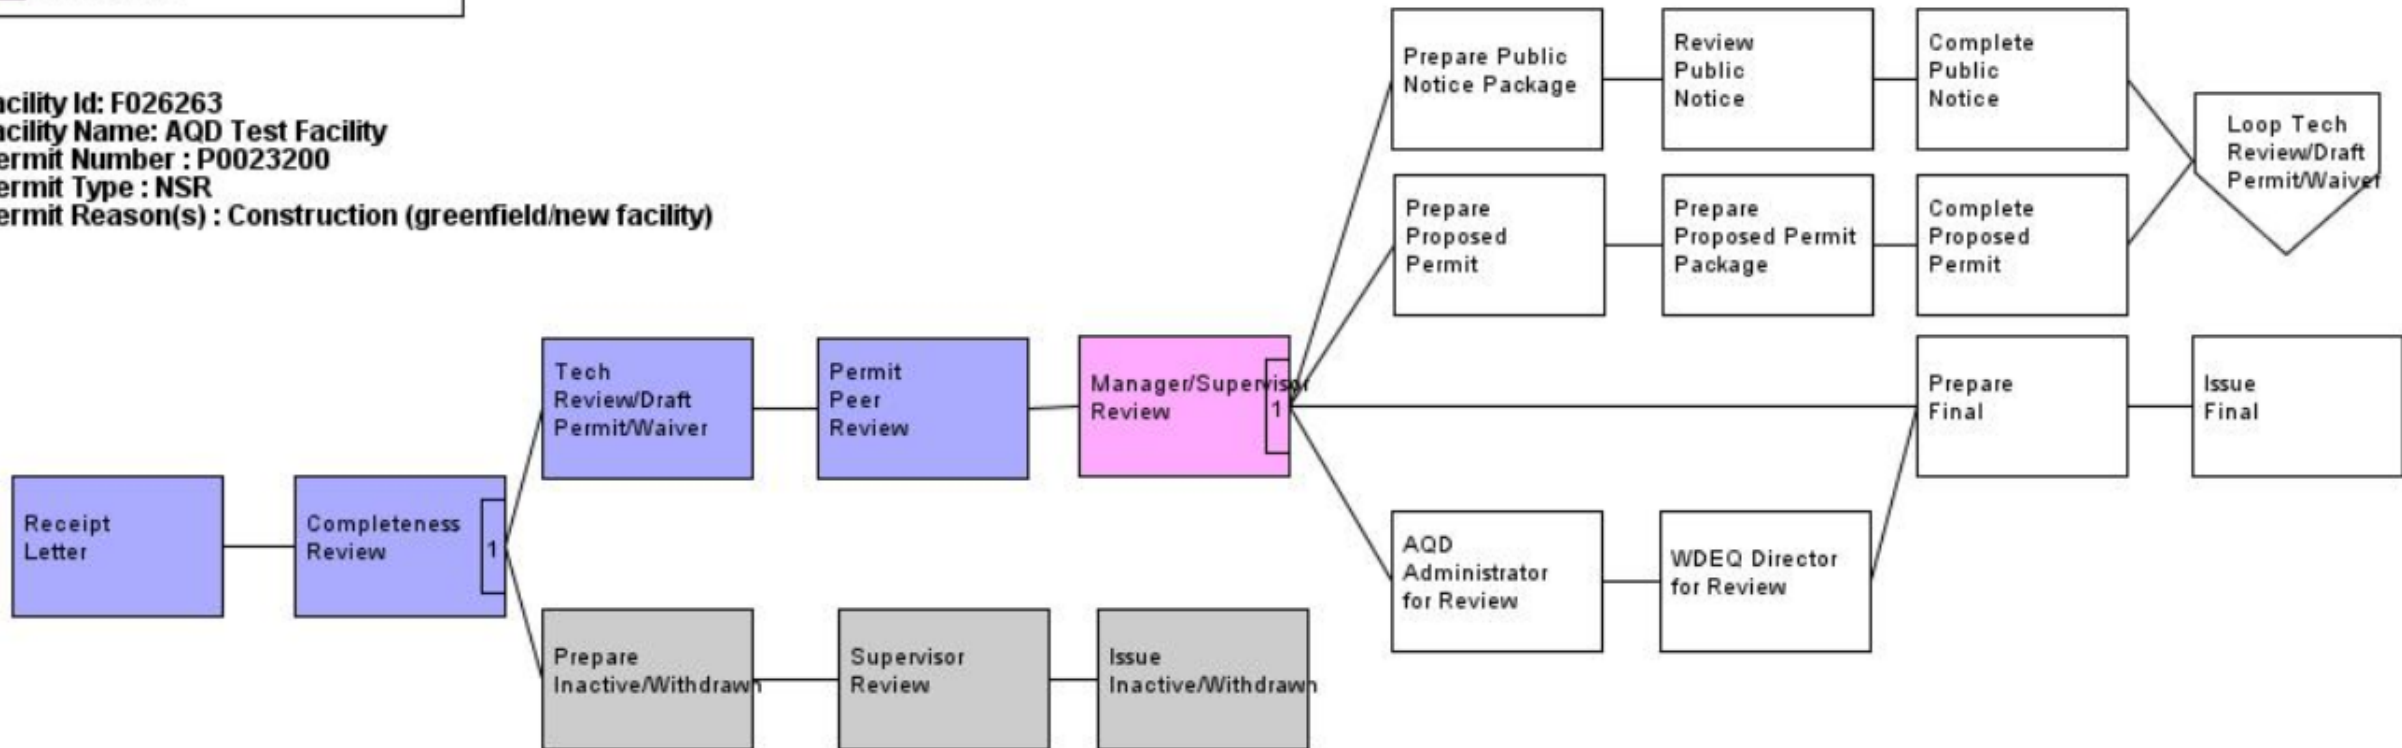 acility Id: F026263
acility Name: AQD Test Facility
ermit Number : P0023200
ermit Type : NSR
ermit Reason(s) : Construction (greenfield/new facility)
Prepare Public
Notice Package
Review
Public
Notice
Complete
Public
Notice
Loop Tech
Review/Draft
Permit/Waiver
Prepare
Proposed
Permit
Prepare
Proposed Permit
Package
Complete
Proposed
Permit
Tech
Review/Draft
Permit/Waiver
Permit
Peer
Review
Manager/Supervisor
Review
1
Prepare
Final
Issue
Final
Receipt
Letter
Completeness
Review
1
AQD
Administrator
for Review
WDEQ Director
for Review
Prepare
Inactive/Withdrawn
Supervisor
Review
Issue
Inactive/Withdrawn